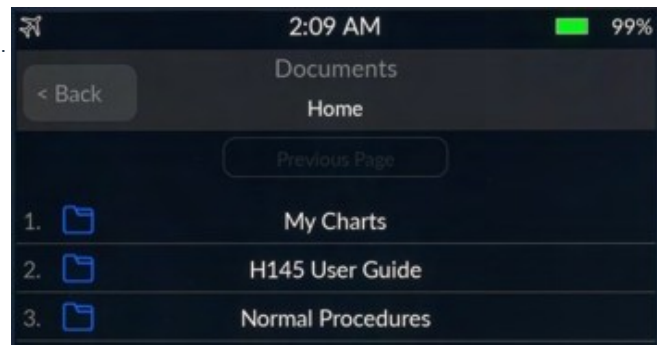 2:09 AM 99%
Documents
< Back
Home
Previous Page
1. My Charts
2. H145 User Guide
3. Normal Procedures